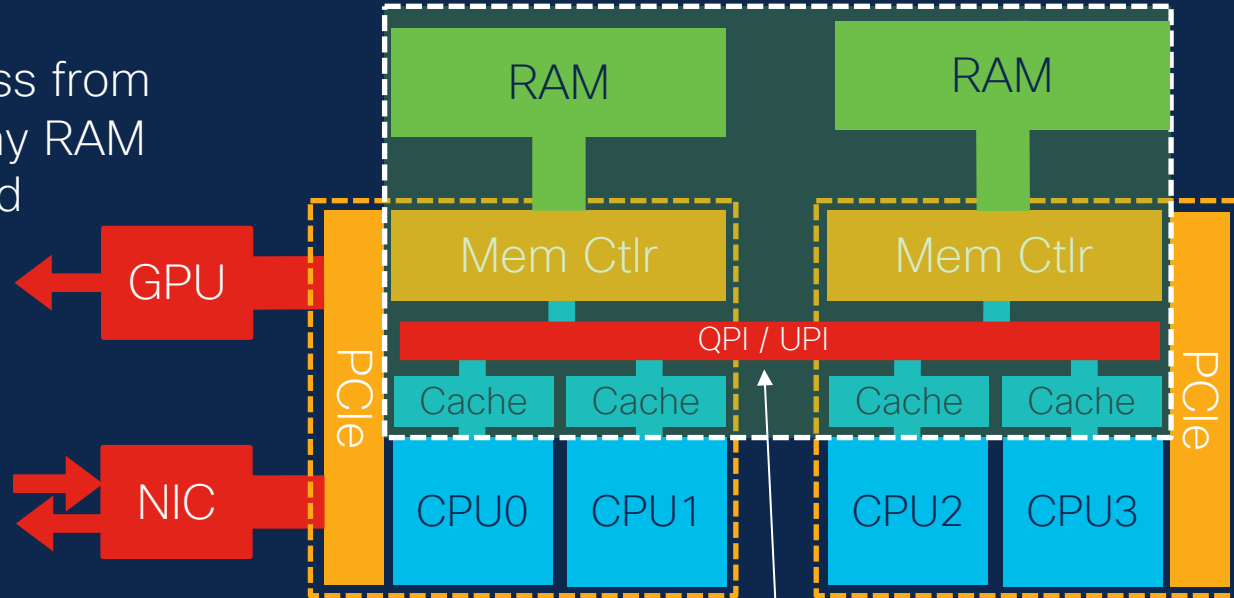 ss from
ny RAM
d
RAM
RAM
Mem Ctlr
Mem Ctlr
GPU
QPI / UPI
PCIe
PCIe
Cache
Cache
Cache
Cache
NIC
CPU0
CPU1
CPU2
CPU3